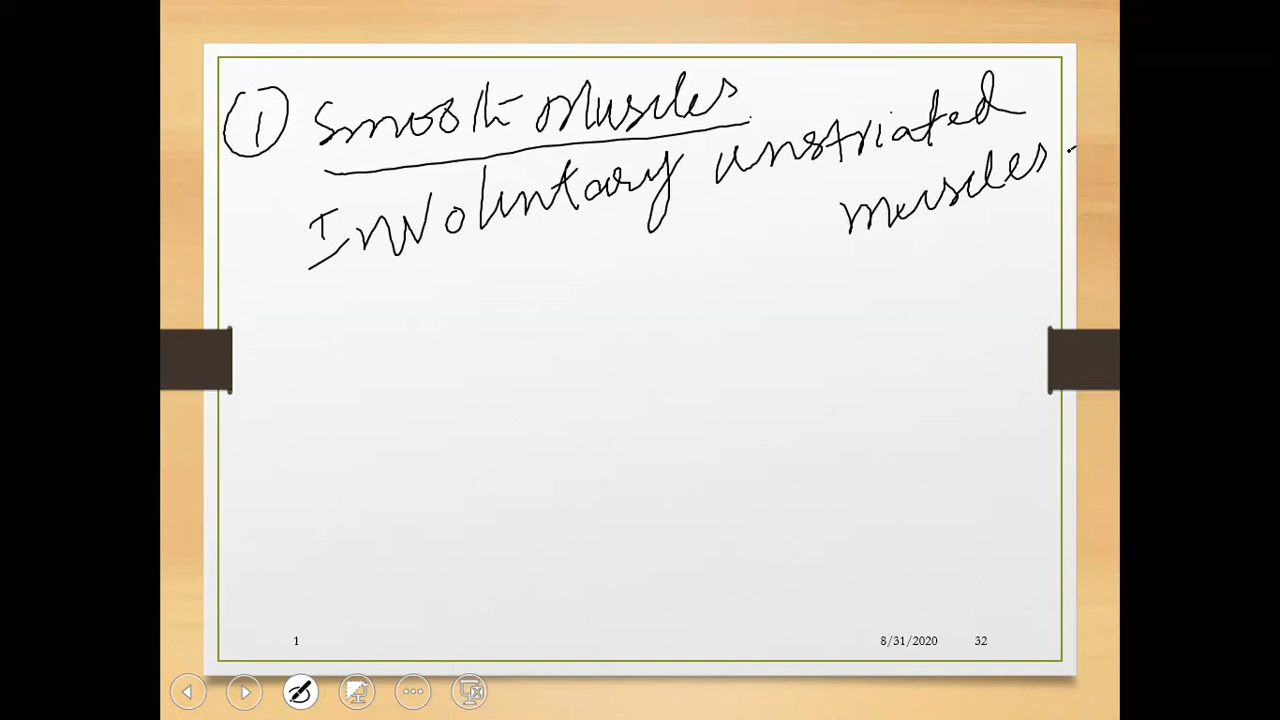 ① Smooth Muscles
Involuntary unstriated
muscles.
1
8/31/2020 32